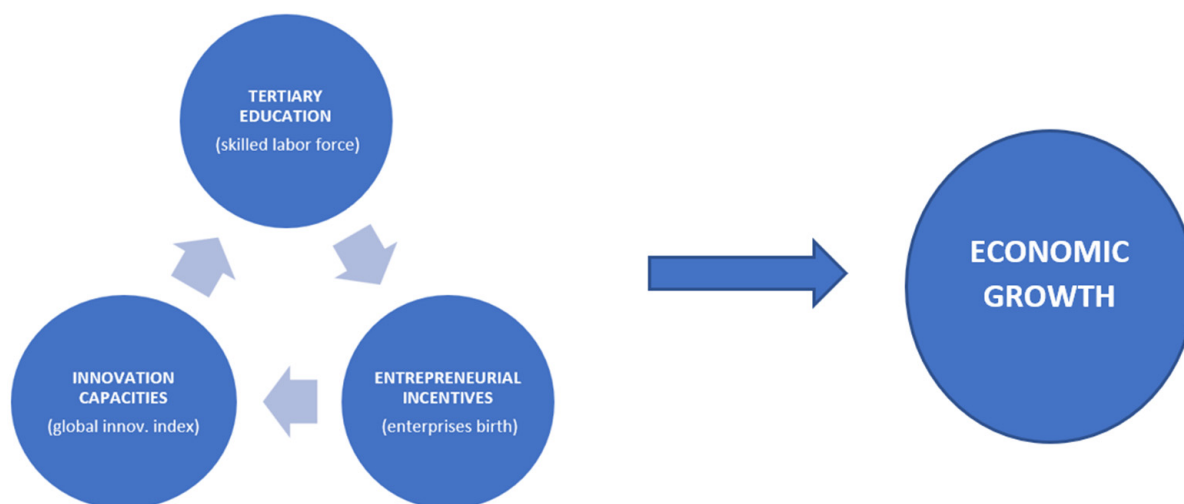 TERTIARY
EDUCATION
(skilled labor force)
INNOVATION
CAPACITIES
(global innov. index)
ENTREPRENEURIAL
INCENTIVES
(enterprises birth)
ECONOMIC
GROWTH